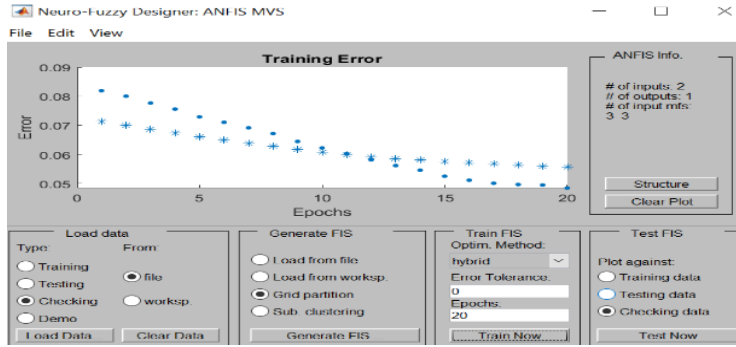 Neuro-Fuzzy Designer: ANFIS MVS
File Edit View
Training Error
0.09
0.08
0.07
0.06
0.05
Error
0 5 10 15 20
Epochs
ANFIS Info.
# of inputs: 2
# of outputs: 1
# of input mfs:
3 3
Structure
Clear Plot
Load data
Type: From:
Training
Testing
Checking
Demo
file
worksp.
Load Data Clear Data
Generate FIS
Load from file
Load from worksp.
Grid partition
Sub. clustering
Generate FIS
Train FIS
Optim. Method:
hybrid
Error Tolerance:
0
Epochs:
20
Train Now
Test FIS
Plot against:
Training data
Testing data
Checking data
Test Now